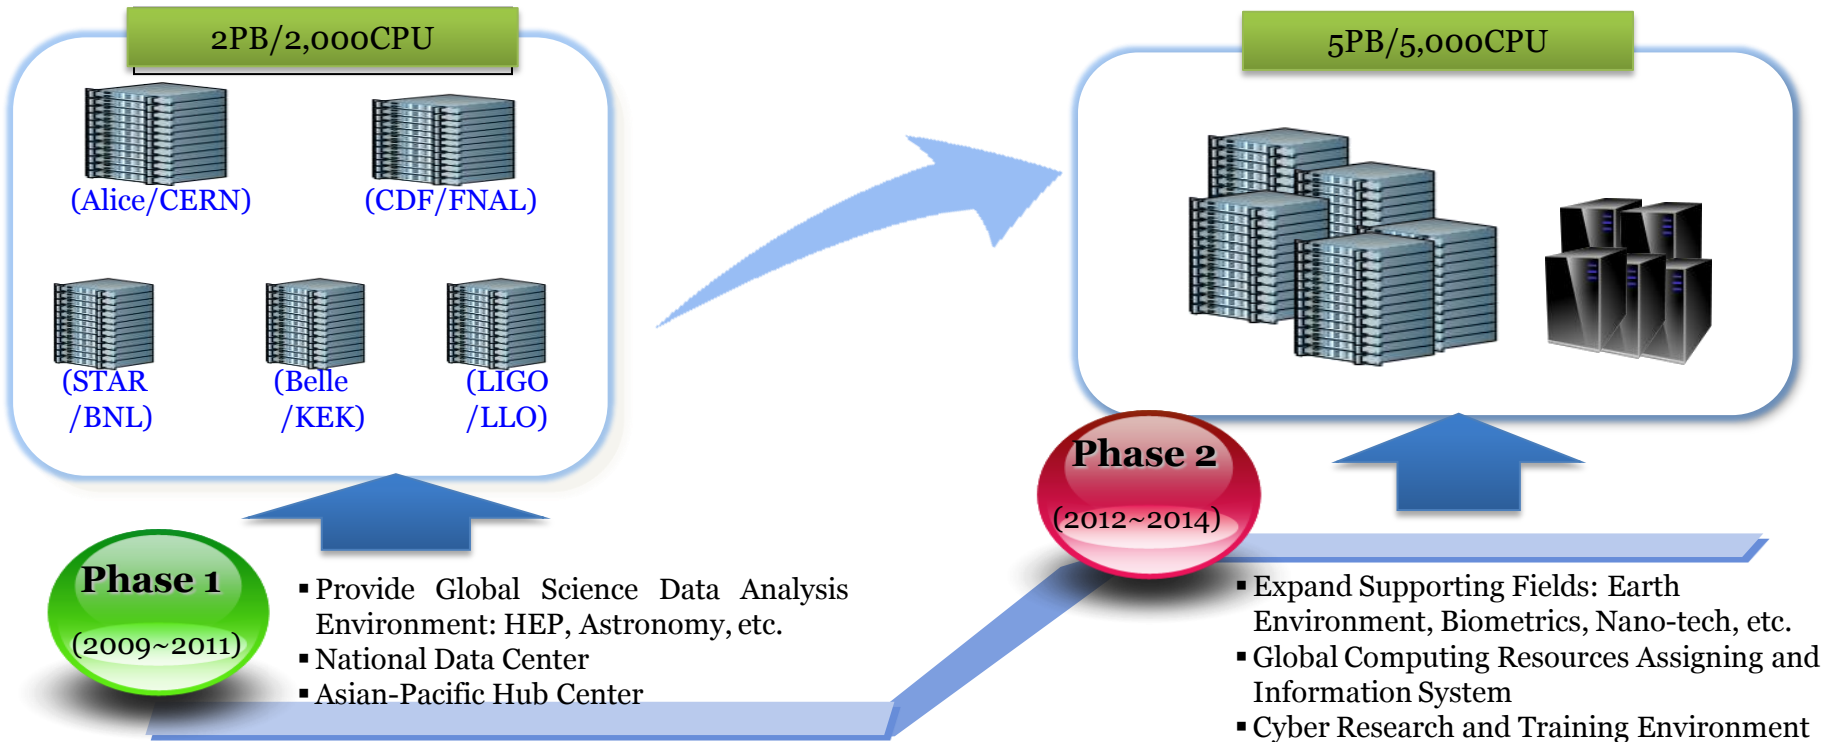 2PB/2,000CPU
(Alice/CERN)
(CDF/FNAL)
(STAR
/BNL)
(Belle
/KEK)
(LIGO
/LLO)
Phase 1
(2009~2011)
▪ Provide Global Science Data Analysis
Environment: HEP, Astronomy, etc.
▪ National Data Center
▪ Asian-Pacific Hub Center
5PB/5,000CPU
Phase 2
(2012~2014)
▪ Expand Supporting Fields: Earth
Environment, Biometrics, Nano-tech, etc.
▪ Global Computing Resources Assigning and
Information System
▪ Cyber Research and Training Environment